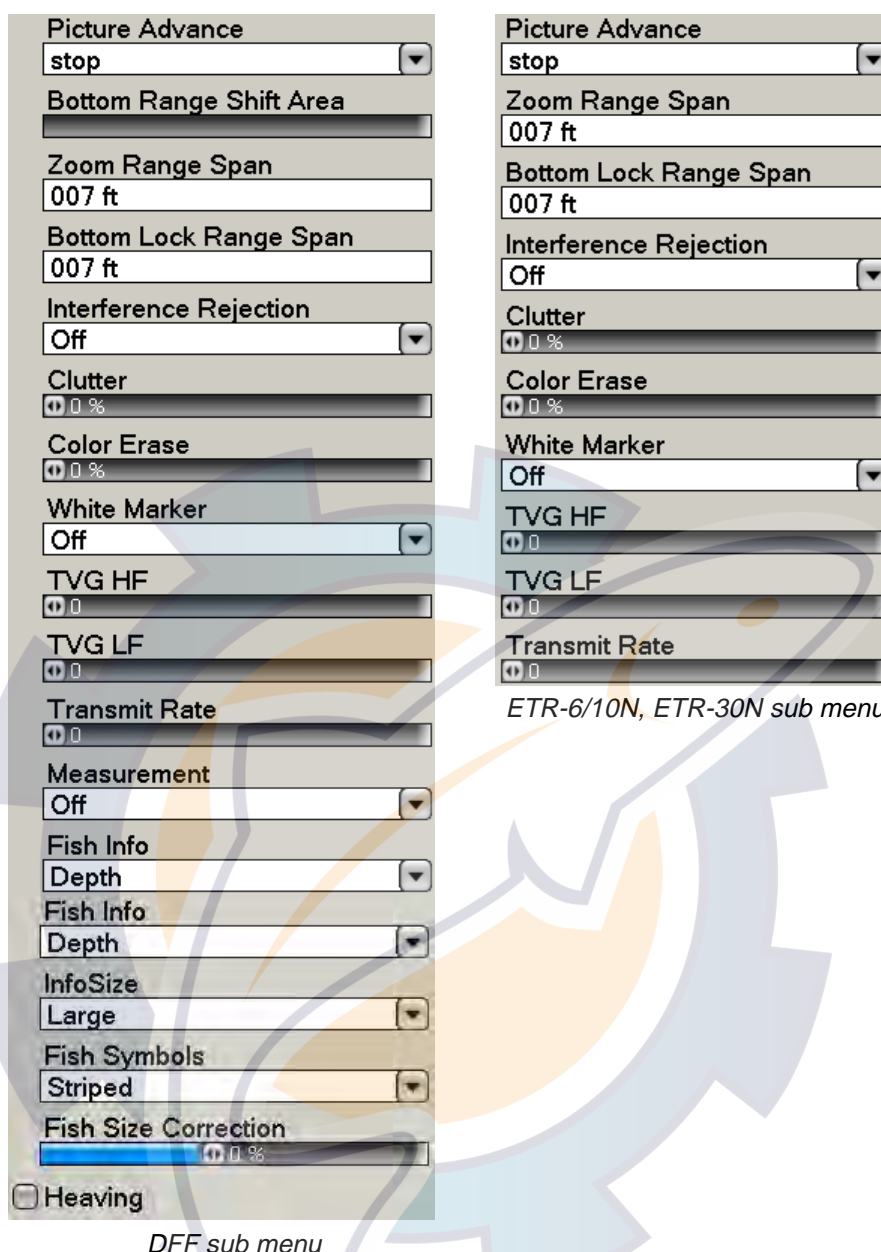 Picture Advance
stop
Bottom Range Shift Area
Zoom Range Span
007 ft
Bottom Lock Range Span
007 ft
Interference Rejection
Off
Clutter
0 %
Color Erase
0 %
White Marker
Off
TVG HF
0
TVG LF
0
Transmit Rate
0
Measurement
Off
Fish Info
Depth
Fish Info
Depth
InfoSize
Large
Fish Symbols
Striped
Fish Size Correction
0 %
Heaving
DFF sub menu
Picture Advance
stop
Zoom Range Span
007 ft
Bottom Lock Range Span
007 ft
Interference Rejection
Off
Clutter
0 %
Color Erase
0 %
White Marker
Off
TVG HF
0
TVG LF
0
Transmit Rate
0
ETR-6/10N, ETR-30N sub menu